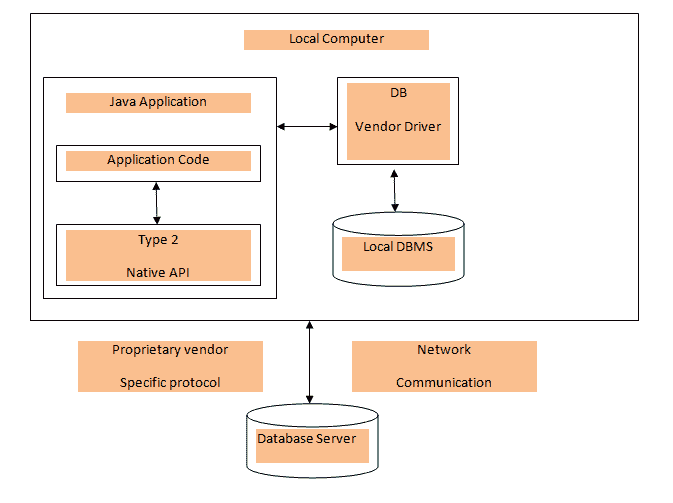 Local Computer
Java Application
Application Code
Type 2
Native API
DB
Vendor Driver
Local DBMS
Proprietary vendor
Specific protocol
Network
Communication
Database Server